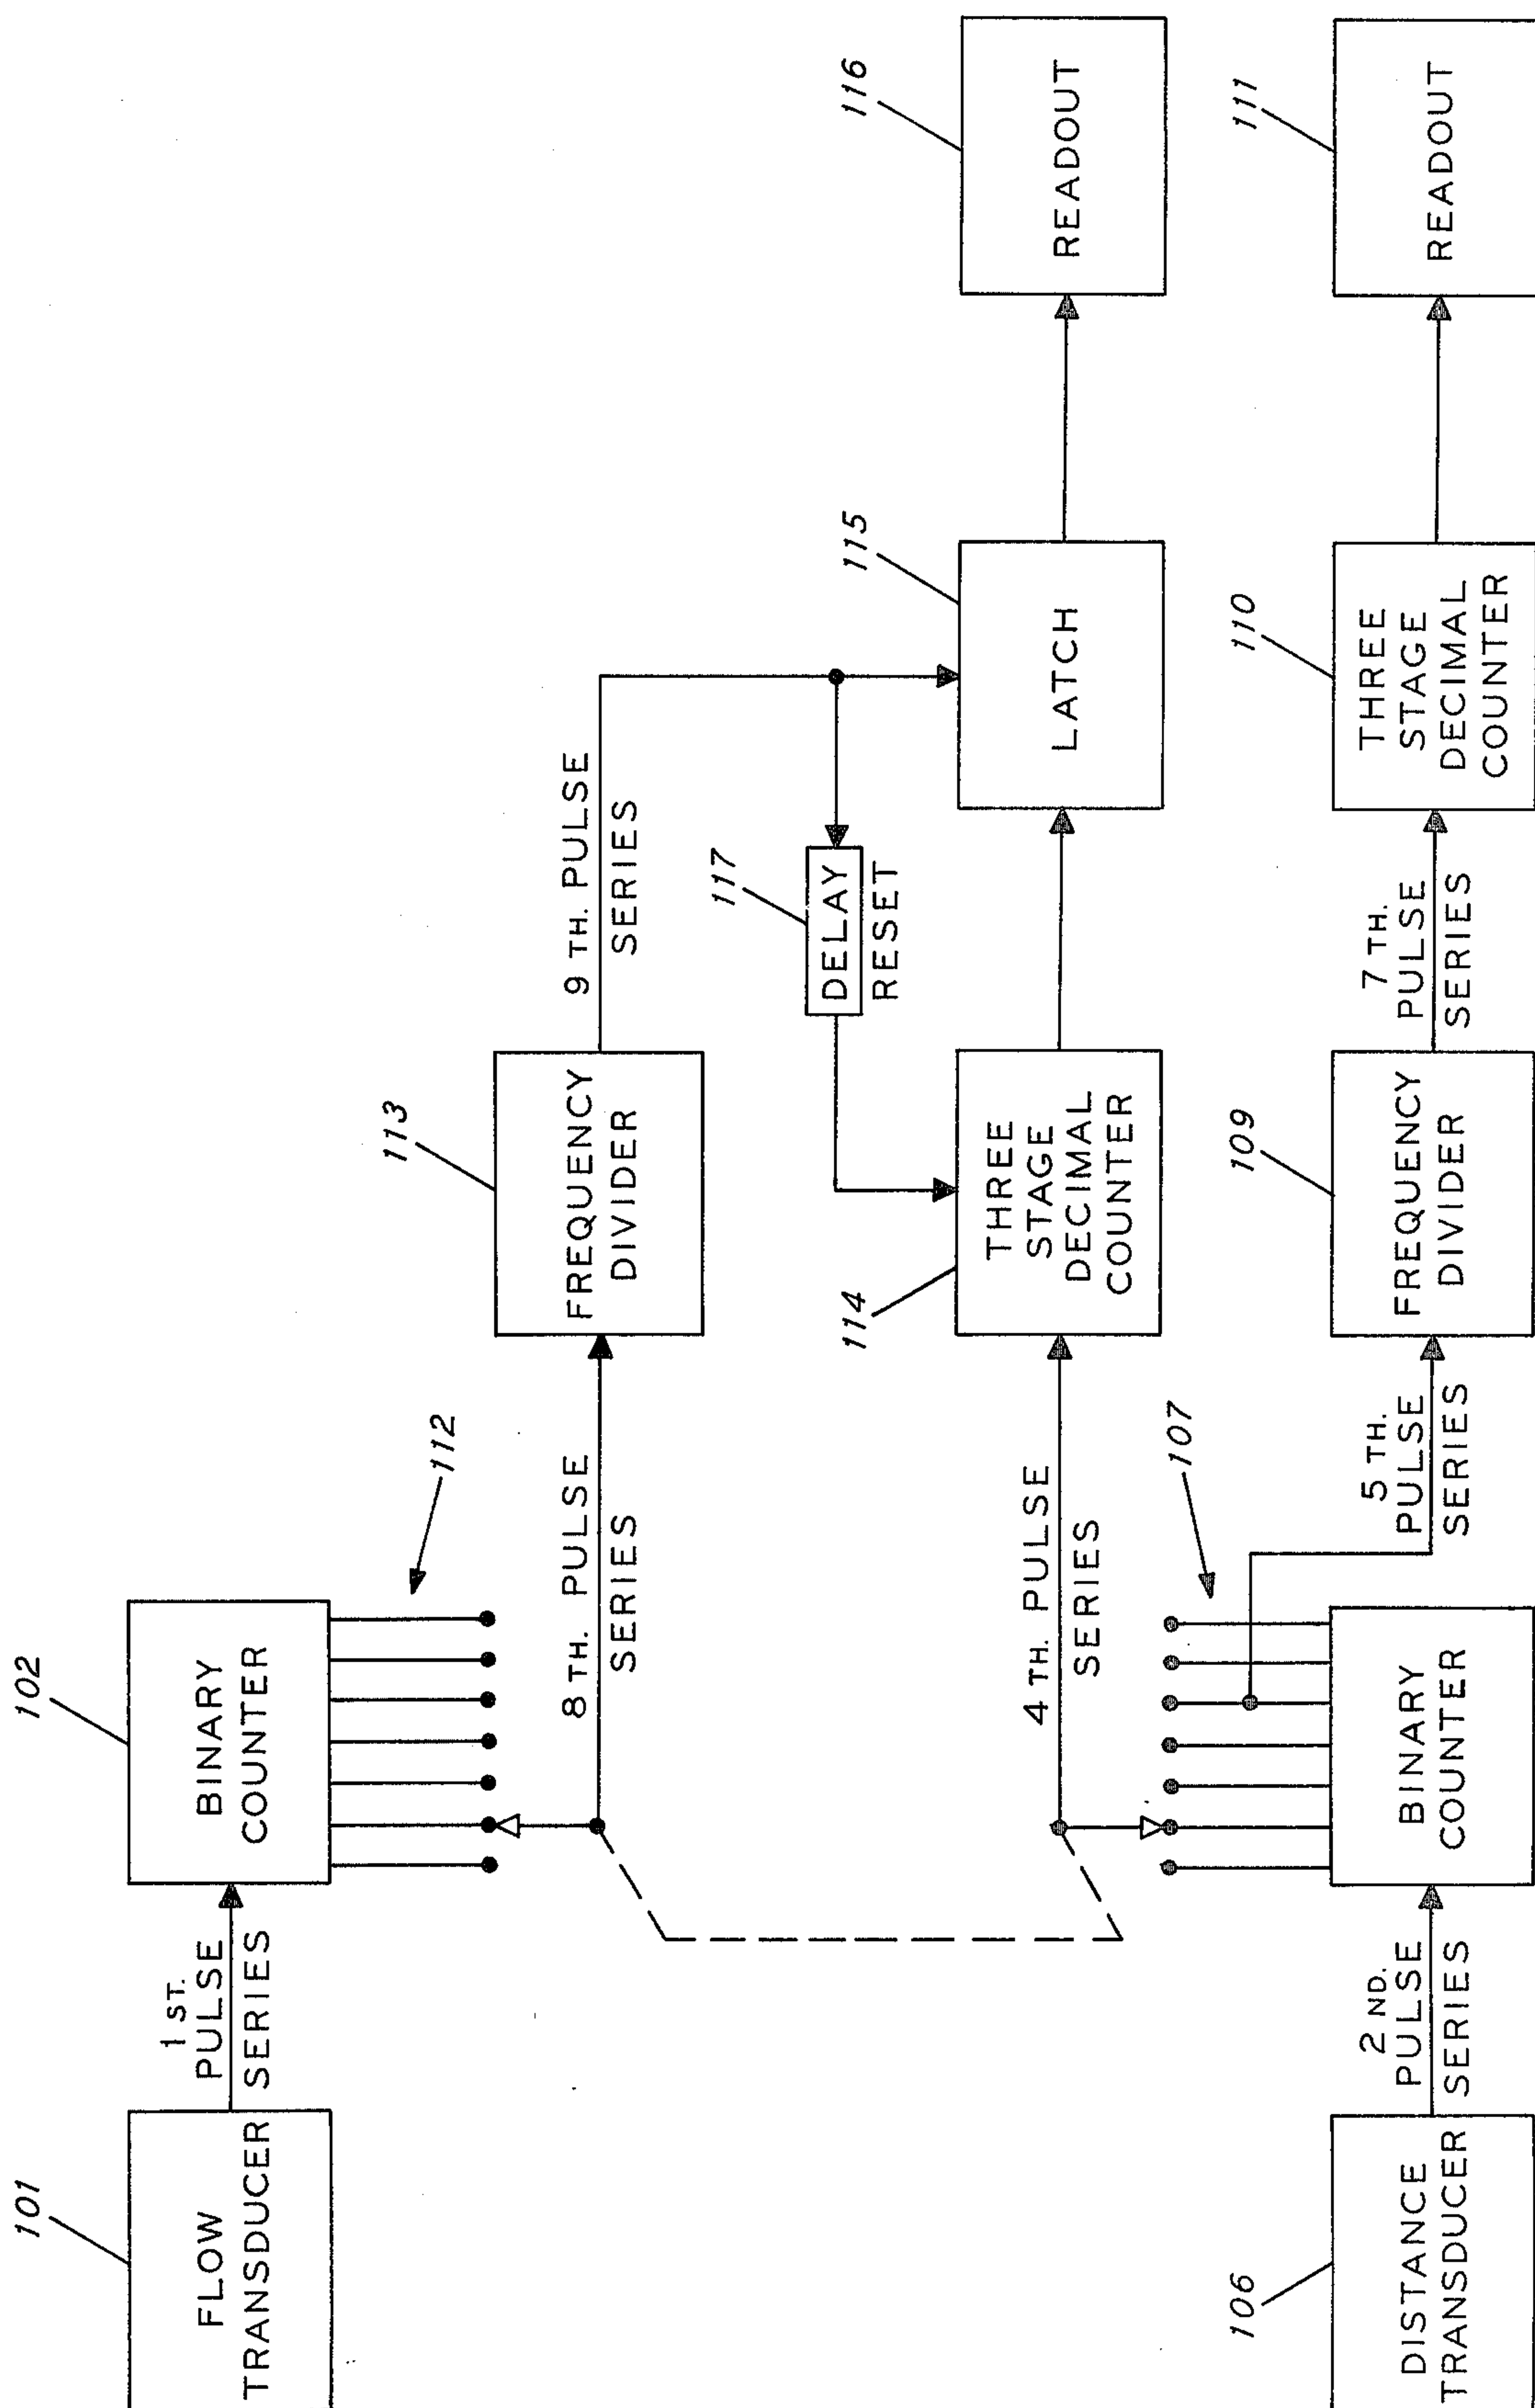 101
FLOW
TRANSDUCER
1 ST.
PULSE
SERIES
102
BINARY
COUNTER
112
8 TH. PULSE
SERIES
113
FREQUENCY
DIVIDER
9 TH. PULSE
SERIES
117
DELAY
RESET
4 TH. PULSE
SERIES
114
THREE
STAGE
DECIMAL
COUNTER
115
LATCH
116
READOUT
106
DISTANCE
TRANSDUCER
2 ND.
PULSE
SERIES
107
BINARY
COUNTER
5 TH.
PULSE
SERIES
109
FREQUENCY
DIVIDER
7 TH.
PULSE
SERIES
110
THREE
STAGE
DECIMAL
COUNTER
111
READOUT